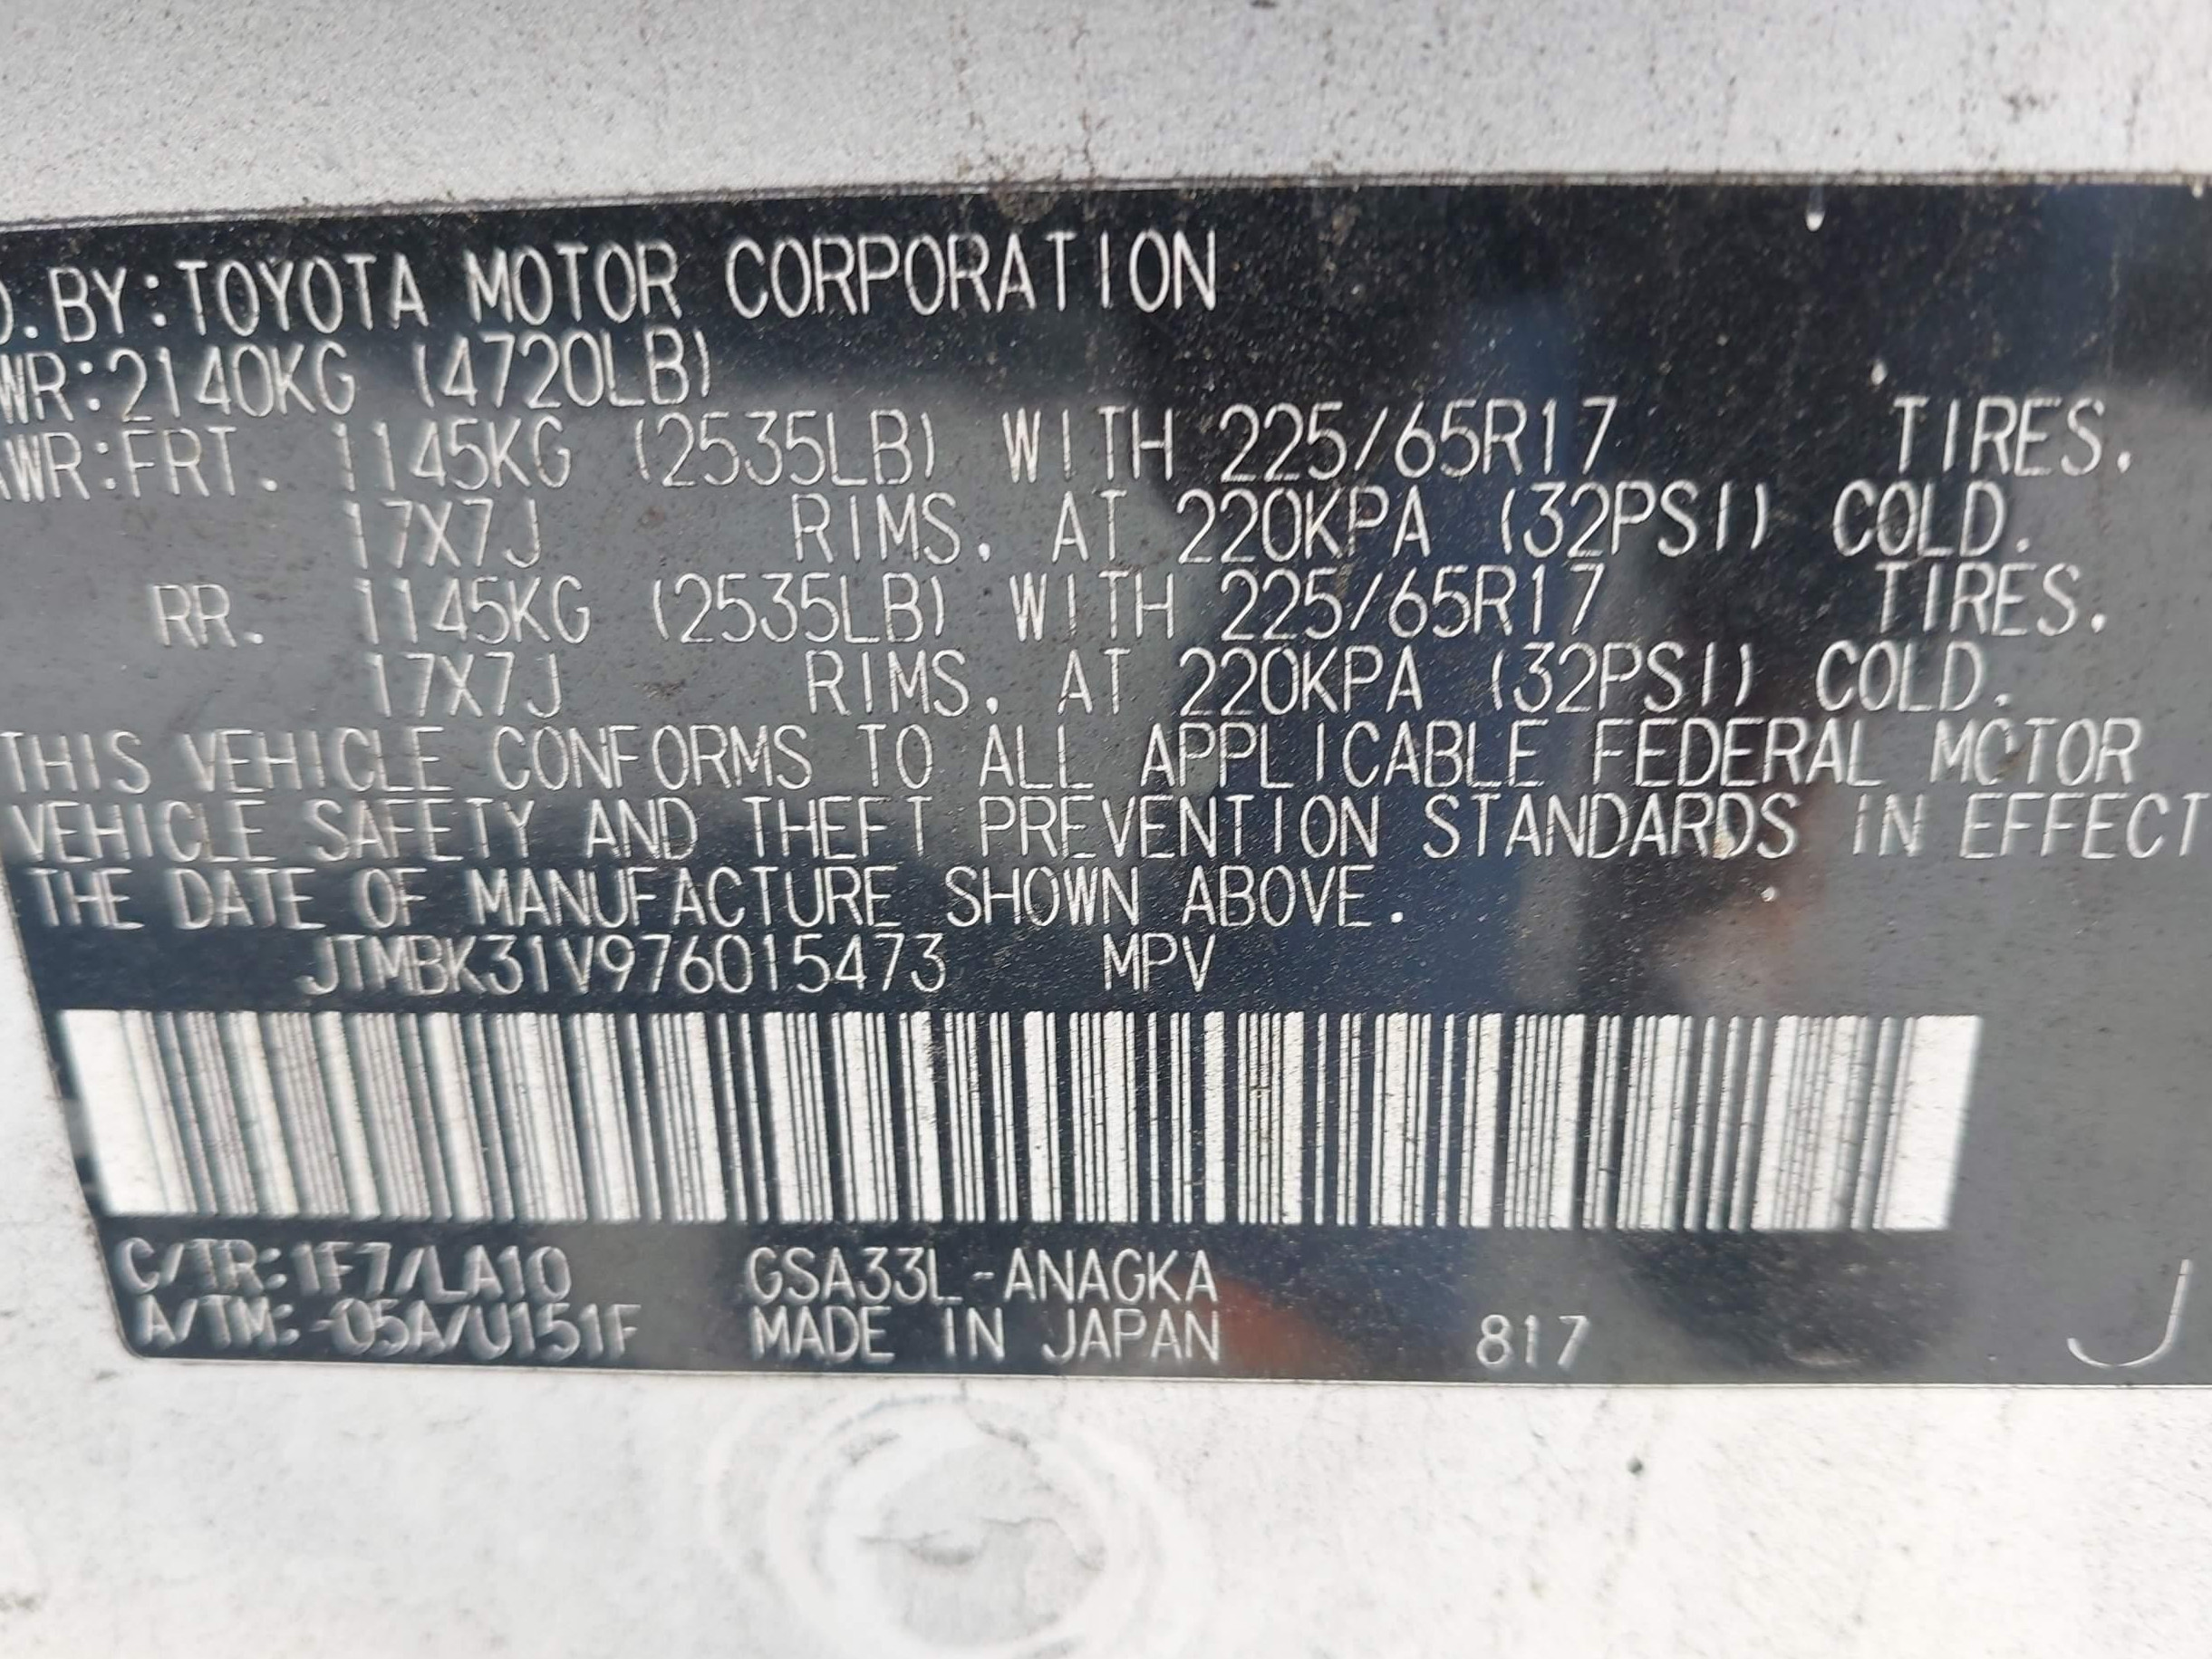 D.BY:TOYOTA MOTOR CORPORATION
WR:2140KG (4720LB)
AWR:FRT. 1145KG (2535LB) WITH 225/65R17 TIRES,
17X7J RIMS, AT 220KPA (32PSI) COLD.
RR. 1145KG (2535LB) WITH 225/65R17 TIRES,
17X7J RIMS, AT 220KPA (32PSI) COLD.
THIS VEHICLE CONFORMS TO ALL APPLICABLE FEDERAL MOTOR
VEHICLE SAFETY AND THEFT PREVENTION STANDARDS IN EFFECT
THE DATE OF MANUFACTURE SHOWN ABOVE.
JTMBK31V976015473 MPV
C/TR:1F7/LA10 GSA33L-ANAGKA
A/TM:-05A/U151F MADE IN JAPAN 817 J